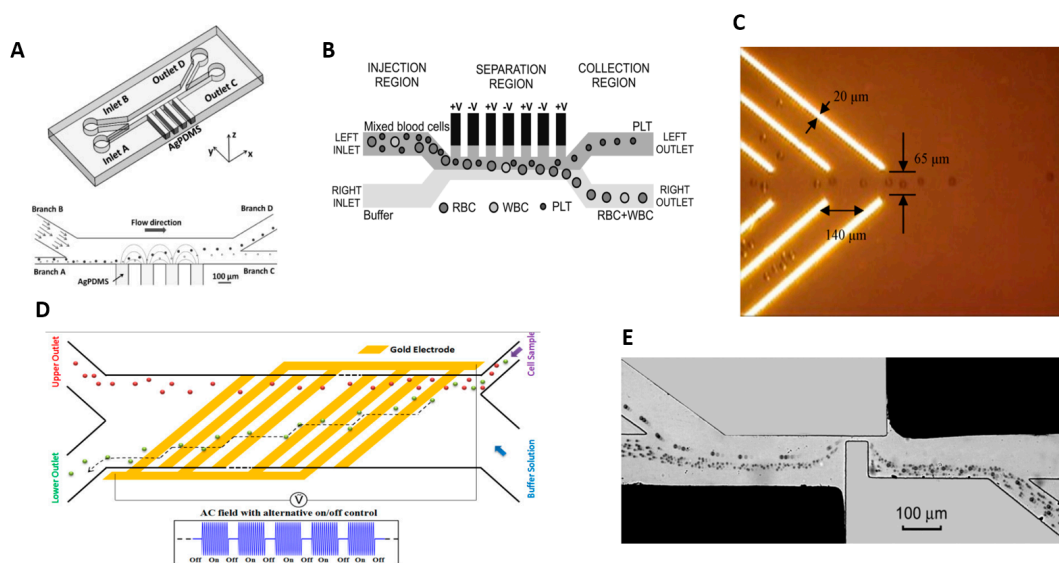 A
Outlet D
Inlet B
Outlet C
Inlet A
AgPDMS
z
y
x
Branch B
Flow direction
Branch D
Branch A
AgPDMS
100 μm
Branch C
B
INJECTION REGION
SEPARATION REGION
COLLECTION REGION
+V -V +V -V +V -V +V
Mixed blood cells
PLT
LEFT INLET
LEFT OUTLET
RIGHT INLET
RIGHT OUTLET
Buffer
RBC WBC PLT
RBC+WBC
C
20 μm
65 μm
140 μm
D
Gold Electrode
Upper Outlet
Cell Sample
Lower Outlet
Buffer Solution
V
AC field with alternative on/off control
Off On Off On Off On Off On Off On Off
E
100 μm